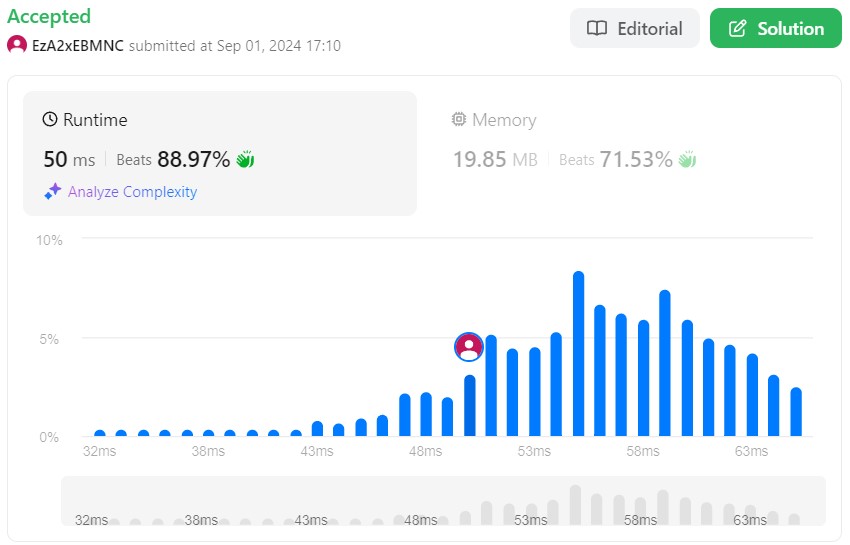 Accepted
EzA2xEBMNC submitted at Sep 01, 2024 17:10
Editorial
Solution
Runtime
50 ms | Beats 88.97%
Analyze Complexity
Memory
19.85 MB | Beats 71.53%
10%
5%
0%
32ms 38ms 43ms 48ms 53ms 58ms 63ms
32ms 38ms 43ms 48ms 53ms 58ms 63ms